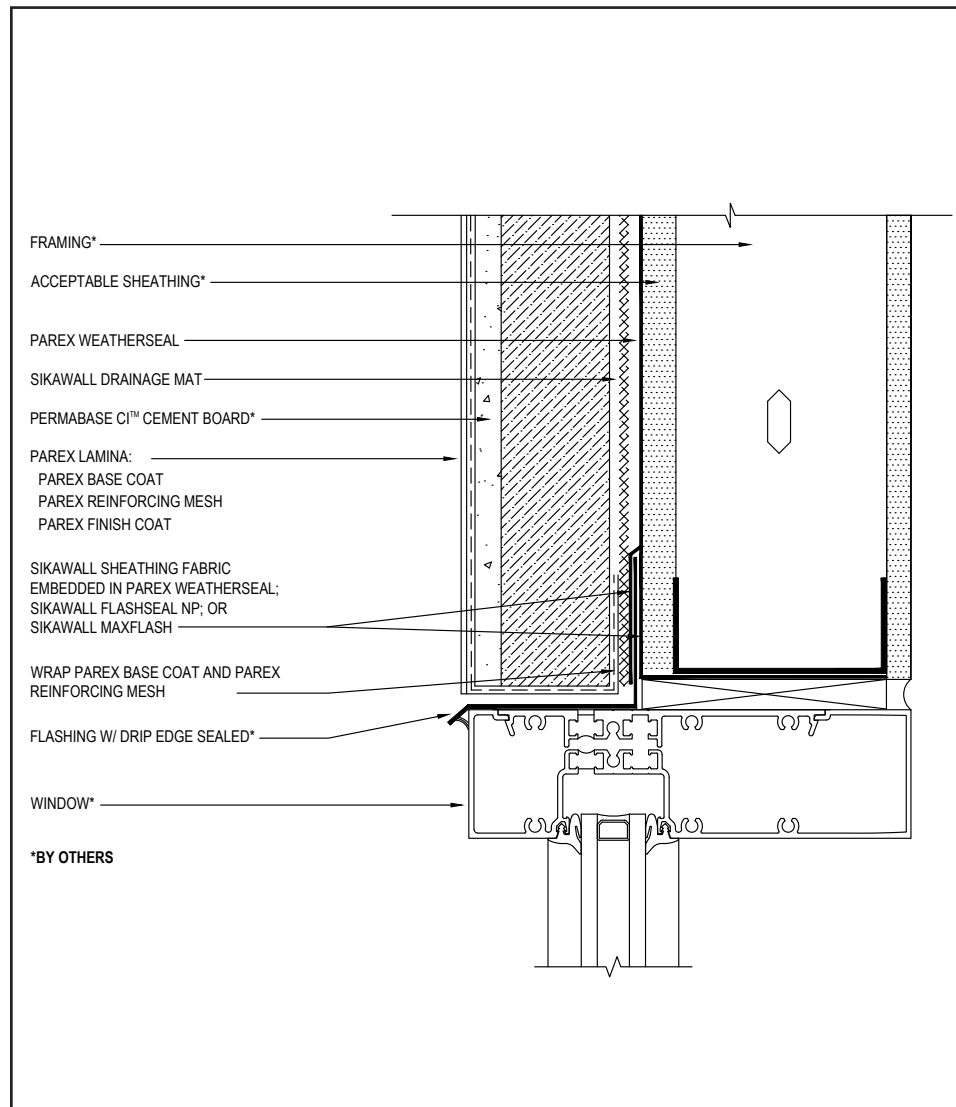 FRAMING*
ACCEPTABLE SHEATHING*
PAREX WEATHERSEAL
SIKAWALL DRAINAGE MAT
PERMABASE CI™ CEMENT BOARD*
PAREX LAMINA:
PAREX BASE COAT
PAREX REINFORCING MESH
PAREX FINISH COAT
SIKAWALL SHEATHING FABRIC
EMBEDDED IN PAREX WEATHERSEAL;
SIKAWALL FLASHSEAL NP; OR
SIKAWALL MAXFLASH
WRAP PAREX BASE COAT AND PAREX
REINFORCING MESH
FLASHING W/ DRIP EDGE SEALED*
WINDOW*
*BY OTHERS